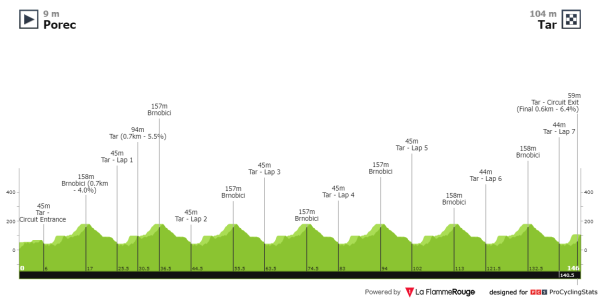 9 m
Porec
104 m
Tar
59m
Tar - Circuit Exit
(Final 0.6km - 6.4%)
157m
Brnobici
94m
Tar (0.7km - 5.5%)
44m
Tar - Lap 7
45m
Tar - Lap 1
45m
Tar - Lap 5
158m
Brnobici
45m
Tar - Lap 3
158m
Brnobici (0.7km
- 4.0%)
157m
Brnobici
157m
Brnobici
45m
Tar - Lap 4
44m
Tar - Lap 6
45m
Tar -
Circuit Entrance
45m
Tar - Lap 2
157m
Brnobici
158m
Brnobici
400 400
200 200
0 0
0 6 17 25.5 30.5 36.5 44.5 55.5 63.5 74.5 83 94 102 113 121.5 132.5 140.5 146
Powered by La FlammeRouge designed for PCS ProCyclingStats